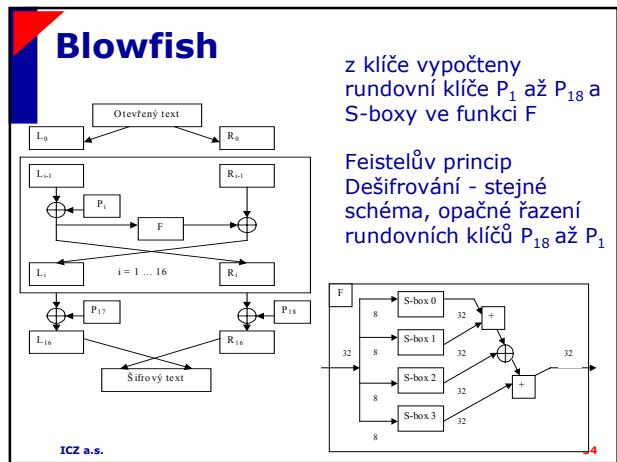 Blowfish
z klíče vypočteny
rundovní klíče P1 až P18 a
S-boxy ve funkci F
Feistelův princip
Dešifrování - stejné
schéma, opačné řazení
rundovních klíčů P18 až P1
Otevřený text
L0
R0
Li-1
Ri-1
Pi
F
Li
i = 1 ... 16
Ri
P17
P18
L16
R16
Šifrový text
F
S-box 0
8
32
+
S-box 1
8
32
32
32
S-box 2
8
32
+
S-box 3
8
32
ICZ a.s.